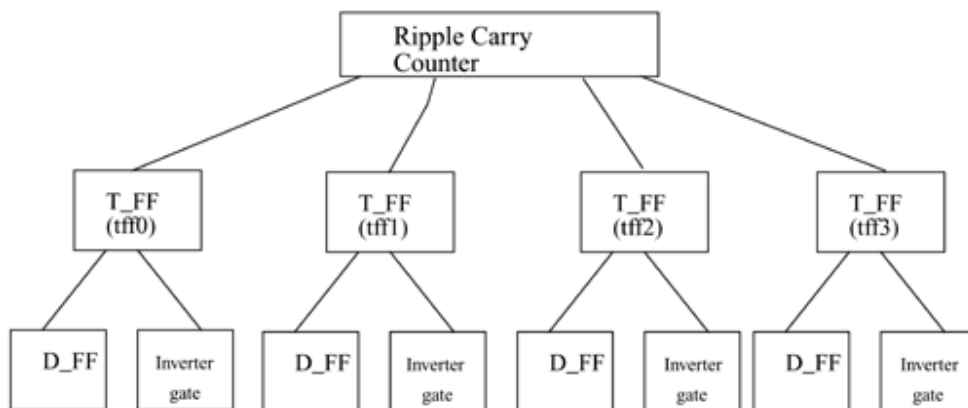 Ripple Carry
Counter
T_FF
(tff0)
T_FF
(tff1)
T_FF
(tff2)
T_FF
(tff3)
D_FF
Inverter
gate
D_FF
Inverter
gate
D_FF
Inverter
gate
D_FF
Inverter
gate